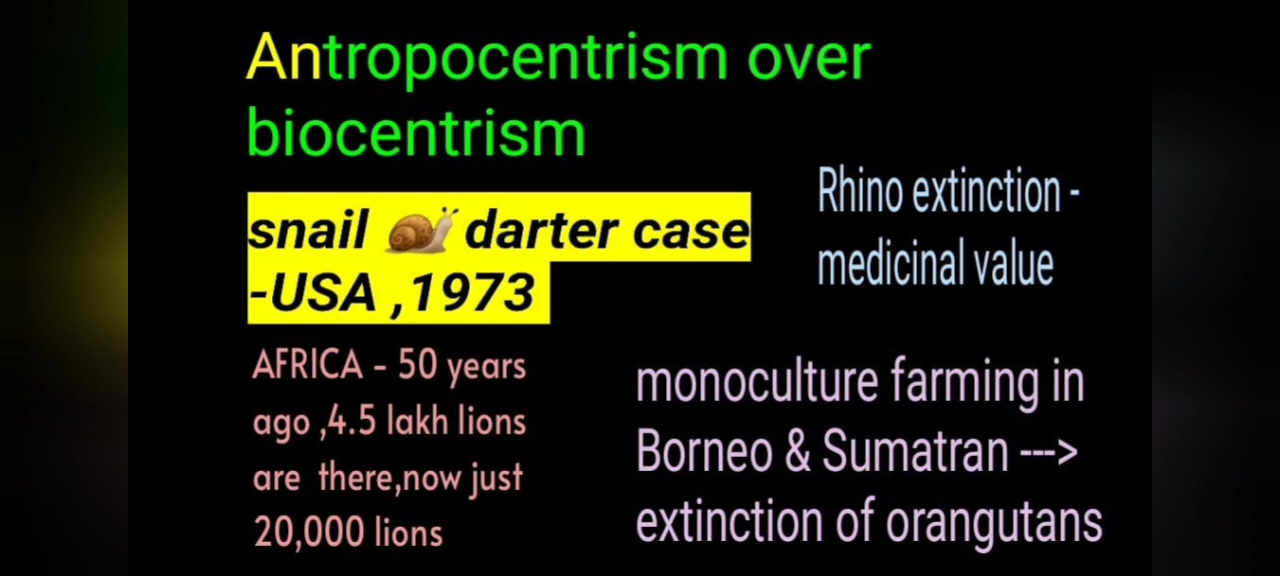 Antropocentrism over
biocentrism
snail 🐌 darter case
-USA ,1973
Rhino extinction -
medicinal value
AFRICA - 50 years
ago ,4.5 lakh lions
are there,now just
20,000 lions
monoculture farming in
Borneo & Sumatran --->
extinction of orangutans